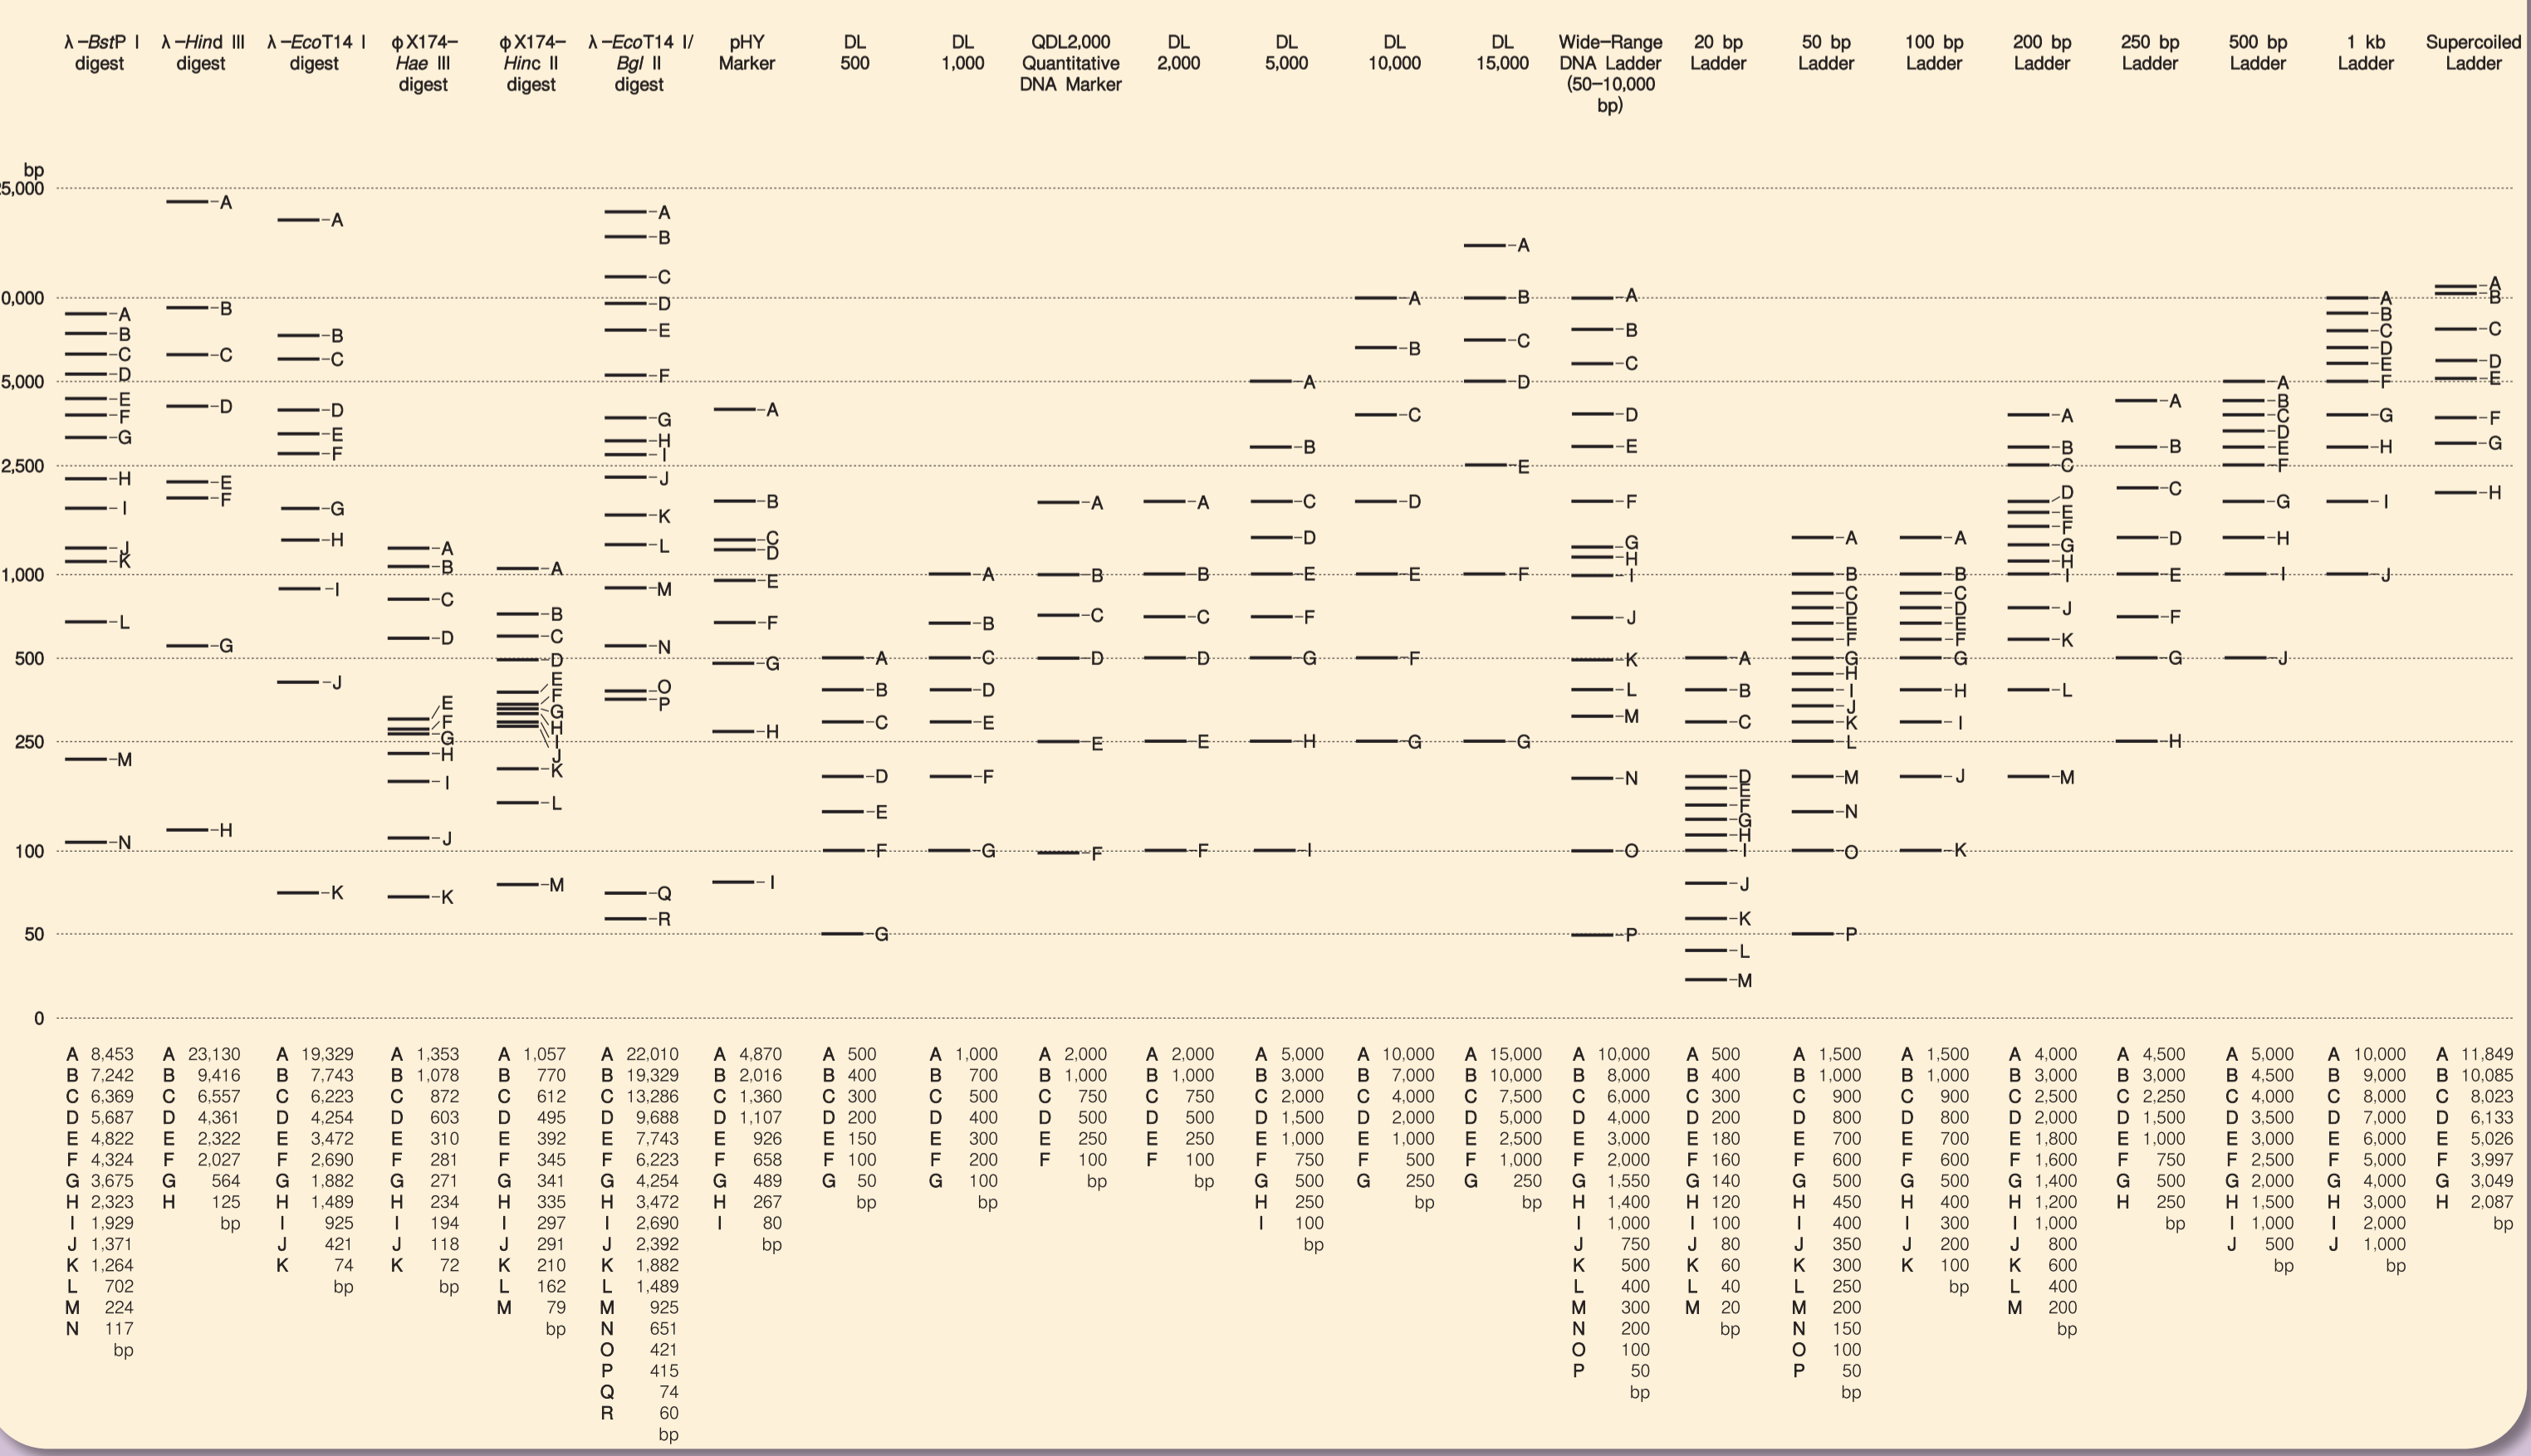 λ-BstP I
digest
λ-Hind III
digest
λ-EcoT14 I
digest
φX174-
Hae III
digest
φX174-
Hinc II
digest
λ-EcoT14 I/
Bgl II
digest
pHY
Marker
DL
500
DL
1,000
QDL2,000
Quantitative
DNA Marker
DL
2,000
DL
5,000
DL
10,000
DL
15,000
Wide-Range
DNA Ladder
(50-10,000
bp)
20 bp
Ladder
50 bp
Ladder
100 bp
Ladder
200 bp
Ladder
250 bp
Ladder
500 bp
Ladder
1 kb
Ladder
Supercoiled
Ladder
bp
5,000
0,000
5,000
2,500
1,000
500
250
100
50
0
A B C D E F G H I J K L M N
A B C D E F G H
A B C D E F G H I J K
A B C D E F G H I J K
A B C D E F G H I J K L M
A B C D E F G H I J K L M N O P Q R
A B C D E F G H I
A B C D E F G
A B C D E F G
A B C D E F
A B C D E F
A B C D E F G H I
A B C D E F G
A B C D E F G
A B C D E F G H I J K L M N O P
A B C D E F G H I J K L M
A B C D E F G H I J K L M N O P
A B C D E F G H I J K
A B C D E F G H I J K L M
A B C D E F G H
A B C D E F G H I J
A B C D E F G H I J
A B C D E F G H
A 8,453 A 23,130 A 19,329 A 1,353 A 1,057 A 22,010 A 4,870 A 500 A 1,000 A 2,000 A 2,000 A 5,000 A 10,000 A 15,000 A 10,000 A 500 A 1,500 A 1,500 A 4,000 A 4,500 A 5,000 A 10,000 A 11,849
B 7,242 B 9,416 B 7,743 B 1,078 B 770 B 19,329 B 2,016 B 400 B 700 B 1,000 B 1,000 B 3,000 B 7,000 B 10,000 B 8,000 B 400 B 1,000 B 1,000 B 3,000 B 3,000 B 4,500 B 9,000 B 10,085
C 6,369 C 6,557 C 6,223 C 872 C 612 C 13,286 C 1,360 C 300 C 500 C 750 C 750 C 2,000 C 4,000 C 7,500 C 6,000 C 300 C 900 C 900 C 2,500 C 2,250 C 4,000 C 8,000 C 8,023
D 5,687 D 4,361 D 4,254 D 603 D 495 D 9,688 D 1,107 D 200 D 400 D 500 D 500 D 1,500 D 2,000 D 5,000 D 4,000 D 200 D 800 D 800 D 2,000 D 1,500 D 3,500 D 7,000 D 6,133
E 4,822 E 2,322 E 3,472 E 310 E 392 E 7,743 E 926 E 150 E 300 E 250 E 250 E 1,000 E 1,000 E 2,500 E 3,000 E 180 E 700 E 700 E 1,800 E 1,000 E 3,000 E 6,000 E 5,026
F 4,324 F 2,027 F 2,690 F 281 F 345 F 6,223 F 658 F 100 F 200 F 100 F 100 F 750 F 500 F 1,000 F 2,000 F 160 F 600 F 600 F 1,600 F 750 F 2,500 F 5,000 F 3,997
G 3,675 G 564 G 1,882 G 271 G 341 G 4,254 G 489 G 50 G 100 bp bp G 500 G 250 G 250 G 1,550 G 140 G 500 G 500 G 1,400 G 500 G 2,000 G 4,000 G 3,049
H 2,323 H 125 H 1,489 H 234 H 335 H 3,472 H 267 bp bp H 250 bp bp H 1,400 H 120 H 450 H 400 H 1,200 H 250 H 1,500 H 3,000 H 2,087
I 1,929 bp I 925 I 194 I 297 I 2,690 I 80 I 100 I 1,000 I 100 I 400 I 300 I 1,000 bp I 1,000 I 2,000 bp
J 1,371 J 421 J 118 J 291 J 2,392 bp bp J 750 J 80 J 350 J 200 J 800 J 500 J 1,000
K 1,264 K 74 K 72 K 210 K 1,882 K 500 K 60 K 300 K 100 K 600 bp bp
L 702 bp bp L 162 L 1,489 L 400 L 40 L 250 bp L 400
M 224 M 79 M 925 M 300 M 20 M 200 M 200
N 117 bp N 651 N 200 bp N 150 bp
bp O 421 O 100 O 100
P 415 P 50 P 50
Q 74 bp bp
R 60
bp